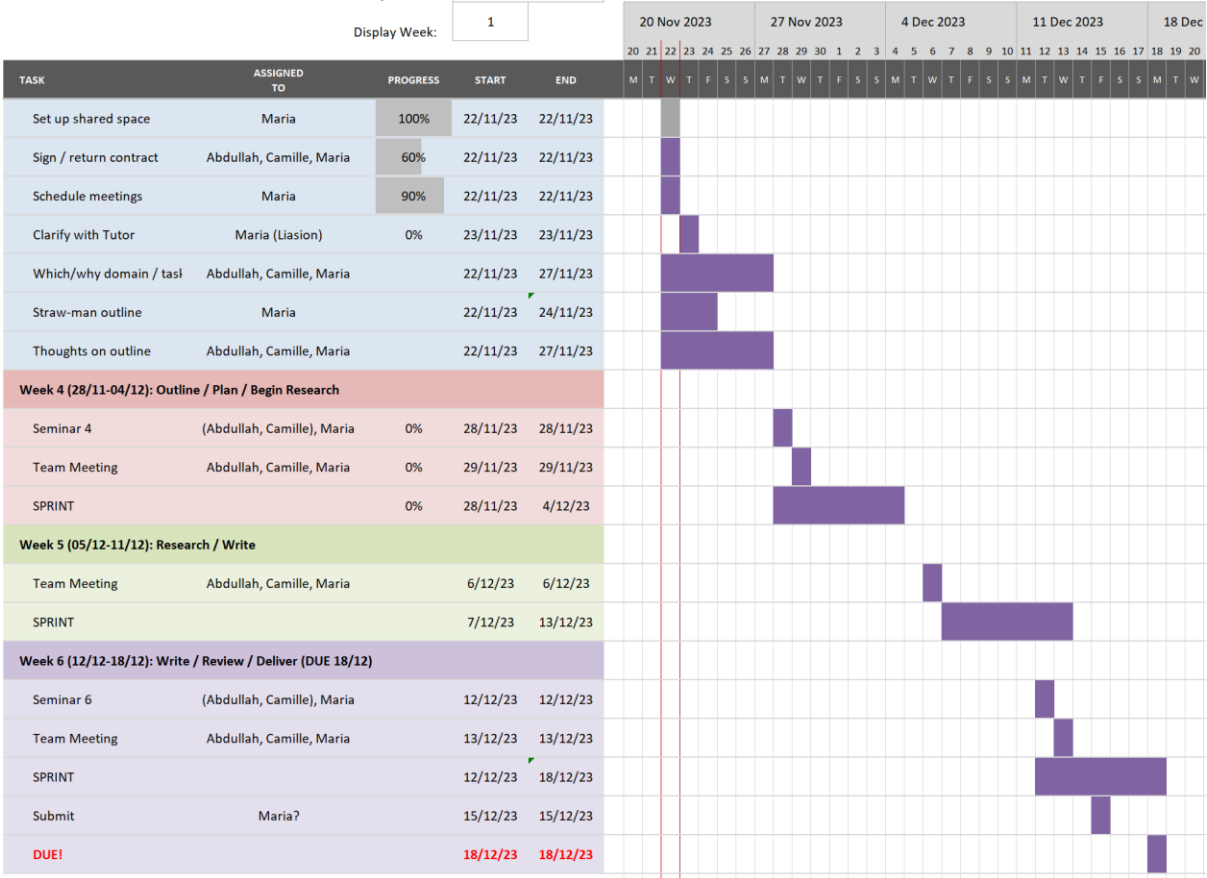 Display Week: 1
20 Nov 2023 27 Nov 2023 4 Dec 2023 11 Dec 2023 18 Dec
20 21 22 23 24 25 26 27 28 29 30 1 2 3 4 5 6 7 8 9 10 11 12 13 14 15 16 17 18 19 20
TASK ASSIGNED TO PROGRESS START END M T W T F S S M T W T F S S M T W T F S S M T W T F S S M T W
Set up shared space Maria 100% 22/11/23 22/11/23
Sign / return contract Abdullah, Camille, Maria 60% 22/11/23 22/11/23
Schedule meetings Maria 90% 22/11/23 22/11/23
Clarify with Tutor Maria (Liasion) 0% 23/11/23 23/11/23
Which/why domain / task Abdullah, Camille, Maria 22/11/23 27/11/23
Straw-man outline Maria 22/11/23 24/11/23
Thoughts on outline Abdullah, Camille, Maria 22/11/23 27/11/23
Week 4 (28/11-04/12): Outline / Plan / Begin Research
Seminar 4 (Abdullah, Camille), Maria 0% 28/11/23 28/11/23
Team Meeting Abdullah, Camille, Maria 0% 29/11/23 29/11/23
SPRINT 0% 28/11/23 4/12/23
Week 5 (05/12-11/12): Research / Write
Team Meeting Abdullah, Camille, Maria 6/12/23 6/12/23
SPRINT 7/12/23 13/12/23
Week 6 (12/12-18/12): Write / Review / Deliver (DUE 18/12)
Seminar 6 (Abdullah, Camille), Maria 12/12/23 12/12/23
Team Meeting Abdullah, Camille, Maria 13/12/23 13/12/23
SPRINT 12/12/23 18/12/23
Submit Maria? 15/12/23 15/12/23
DUE! 18/12/23 18/12/23